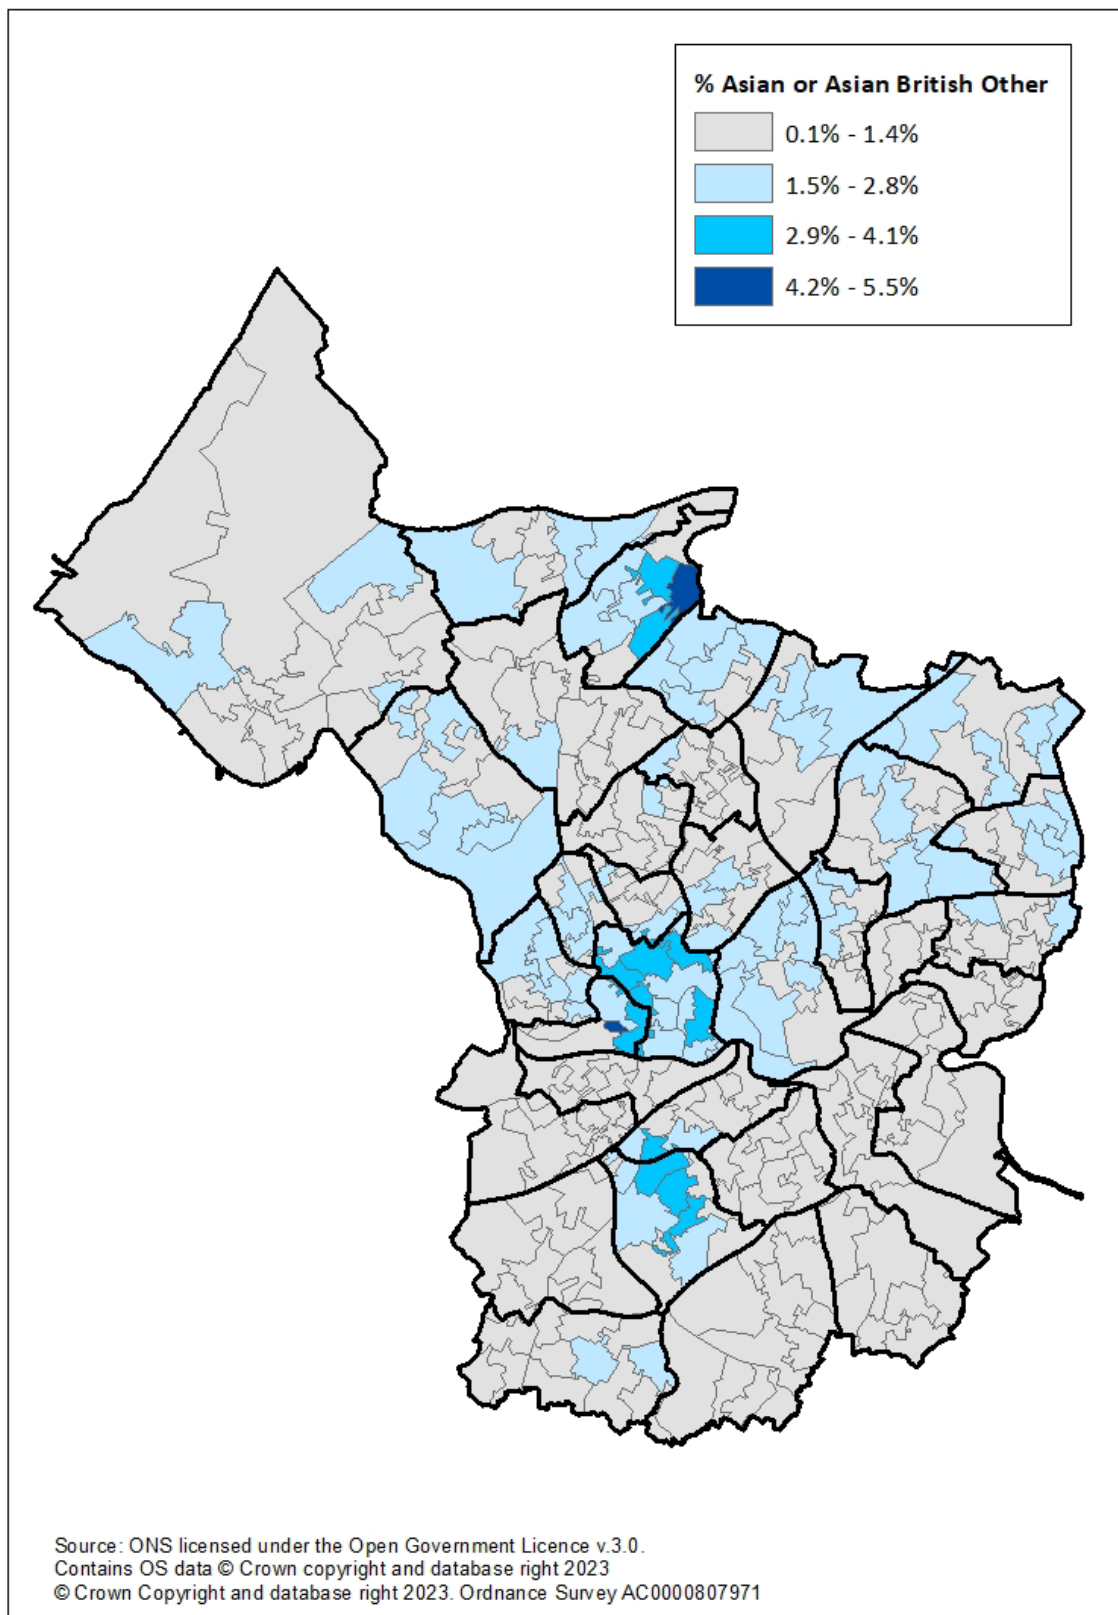 % Asian or Asian British Other
0.1% - 1.4%
1.5% - 2.8%
2.9% - 4.1%
4.2% - 5.5%
Source: ONS licensed under the Open Government Licence v.3.0.
Contains OS data © Crown copyright and database right 2023
© Crown Copyright and database right 2023. Ordnance Survey AC0000807971